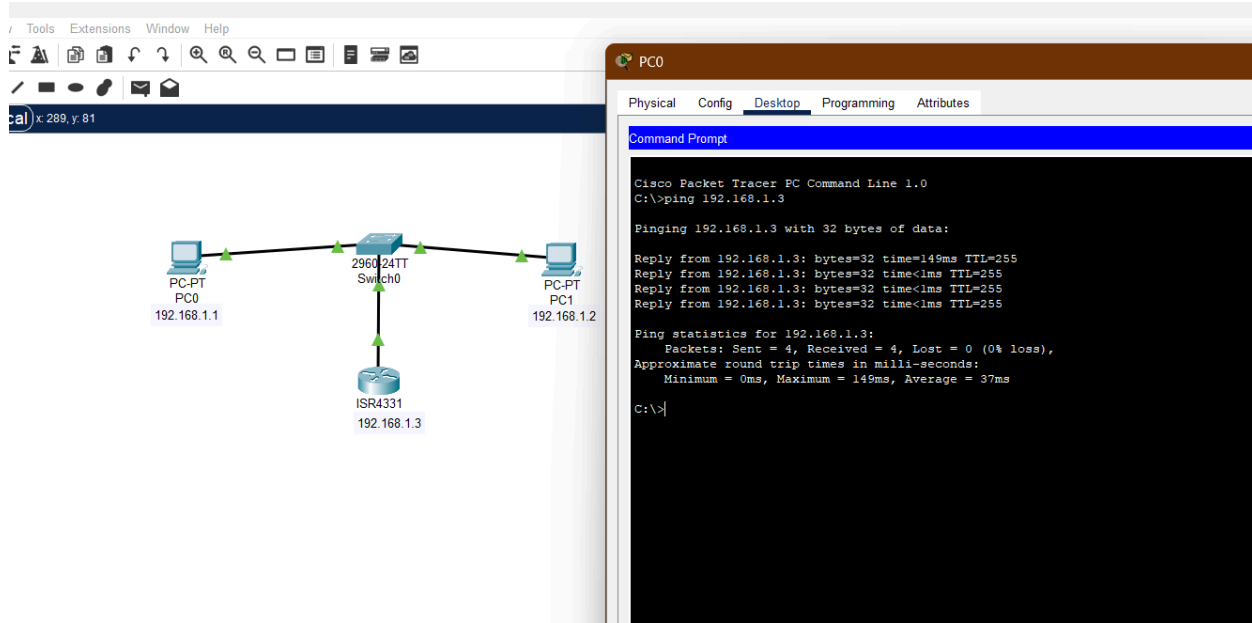 Tools Extensions Window Help
x: 289, y: 81
2960-24TT
Switch0
PC-PT
PC0
192.168.1.1
PC-PT
PC1
192.168.1.2
ISR4331
192.168.1.3
PC0
Physical Config Desktop Programming Attributes
Command Prompt
Cisco Packet Tracer PC Command Line 1.0
C:\>ping 192.168.1.3
Pinging 192.168.1.3 with 32 bytes of data:
Reply from 192.168.1.3: bytes=32 time=149ms TTL=255
Reply from 192.168.1.3: bytes=32 time<1ms TTL=255
Reply from 192.168.1.3: bytes=32 time<1ms TTL=255
Reply from 192.168.1.3: bytes=32 time<1ms TTL=255
Ping statistics for 192.168.1.3:
Packets: Sent = 4, Received = 4, Lost = 0 (0% loss),
Approximate round trip times in milli-seconds:
Minimum = 0ms, Maximum = 149ms, Average = 37ms
C:\>